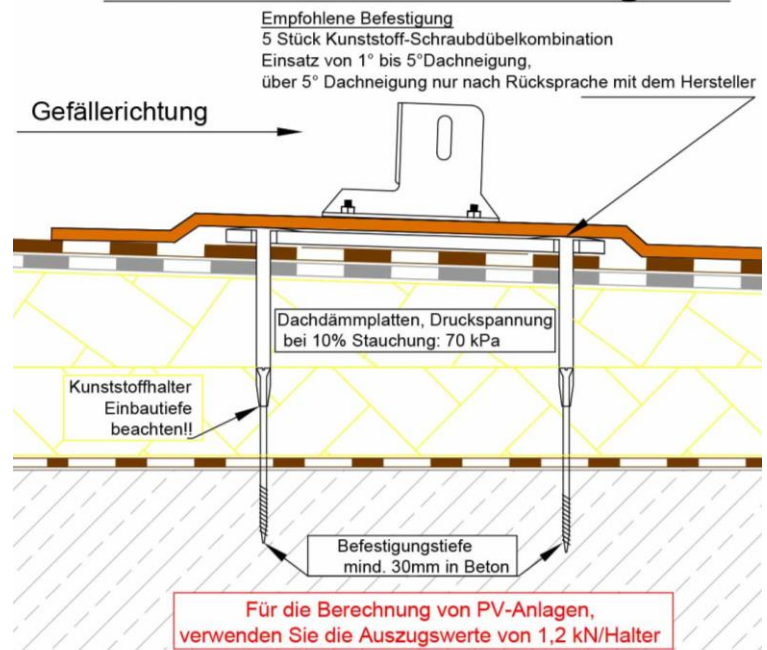 Empfohlene Befestigung
5 Stück Kunststoff-Schraubdübelkombination
Einsatz von 1° bis 5°Dachneigung,
über 5° Dachneigung nur nach Rücksprache mit dem Hersteller
Gefällerichtung
Dachdämmplatten, Druckspannung
bei 10% Stauchung: 70 kPa
Kunststoffhalter
Einbautiefe
beachten!!
Befestigungstiefe
mind. 30mm in Beton
Für die Berechnung von PV-Anlagen,
verwenden Sie die Auszugswerte von 1,2 kN/Halter